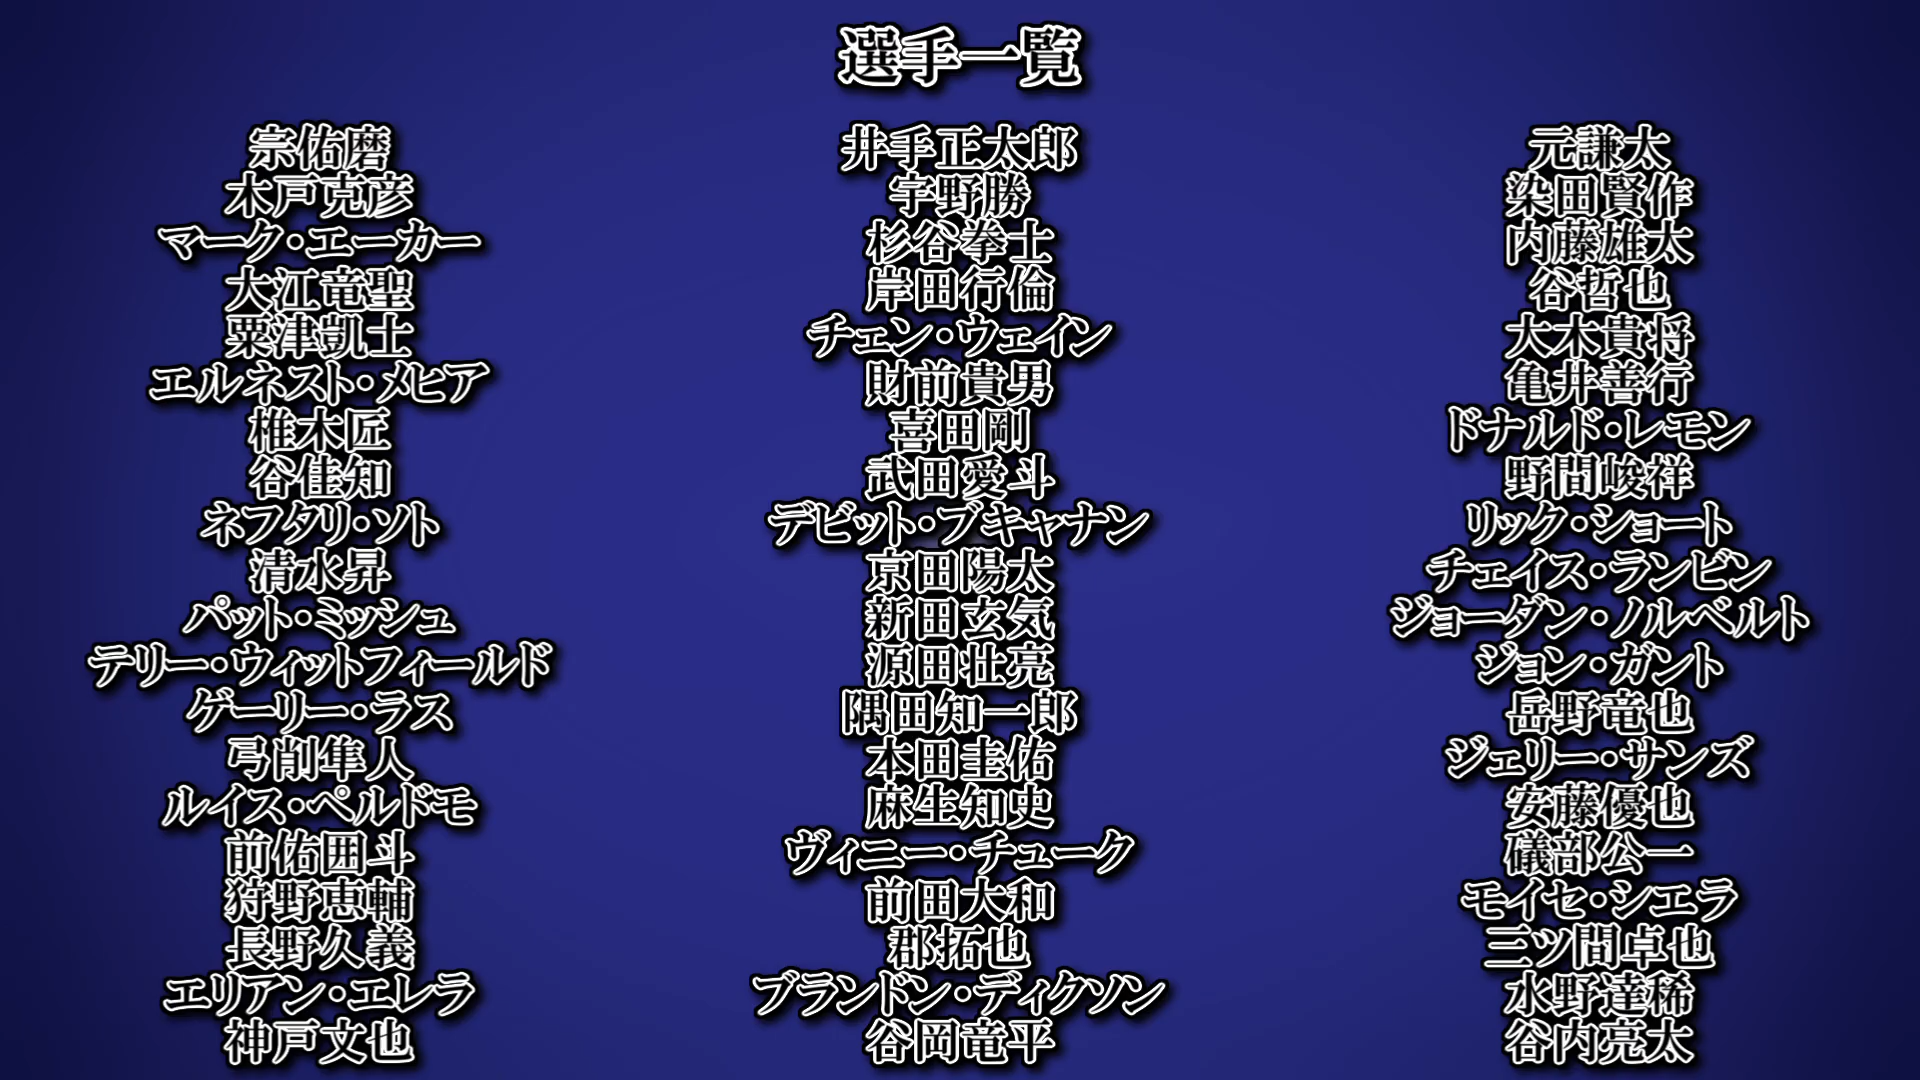 選手一覧
宗佑磨
木戸克彦
マーク・エーカー
大江竜聖
粟津凱士
エルネスト・メヒア
椎木匠
谷佳知
ネフタリ・ソト
清水昇
パット・ミッシュ
テリー・ウィットフィールド
ゲーリー・ラス
弓削隼人
ルイス・ペルドモ
前佑囲斗
狩野恵輔
長野久義
エリアン・エレラ
神戸文也
井手正太郎
宇野勝
杉谷拳士
岸田行倫
チェン・ウェイン
財前貴男
喜田剛
武田愛斗
デビット・ブキャナン
京田陽太
新田玄気
源田壮亮
隅田知一郎
本田圭佑
麻生知史
ヴィニー・チューク
前田大和
郡拓也
ブランドン・ディクソン
谷岡竜平
元謙太
染田賢作
内藤雄太
谷哲也
大木貴将
亀井善行
ドナルド・レモン
野間峻祥
リック・ショート
チェイス・ランビン
ジョーダン・ノルベルト
ジョン・ガント
岳野竜也
ジェリー・サンズ
安藤優也
礒部公一
モイセ・シエラ
三ツ間卓也
水野達稀
谷内亮太